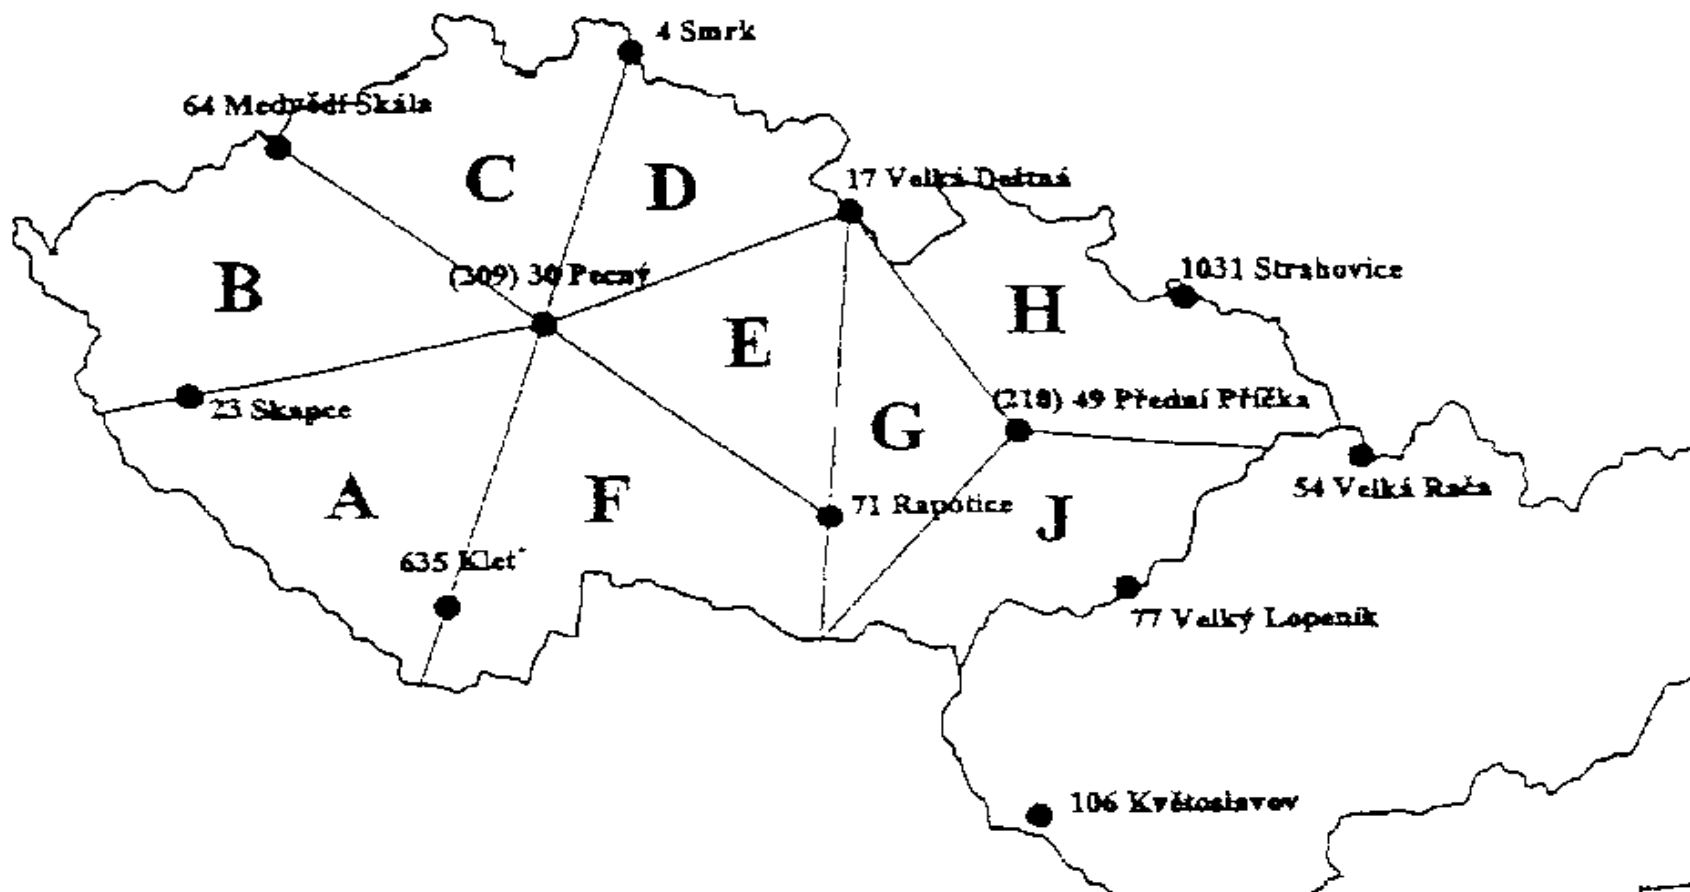 4 Smrk
64 Medvědí Skála
C
D
17 Velká Deštná
(209) 30 Pecný
1031 Strahovice
B
H
E
23 Skapce
(218) 49 Přední Příčka
G
54 Velká Rača
A
F
71 Rapotice
J
635 Kleť
77 Velký Lopeník
106 Květoslavov